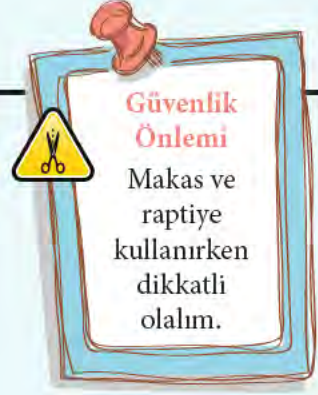 Güvenlik
Önlemi
Makas ve
raptiye
kullanırken
dikkatli
olalım.